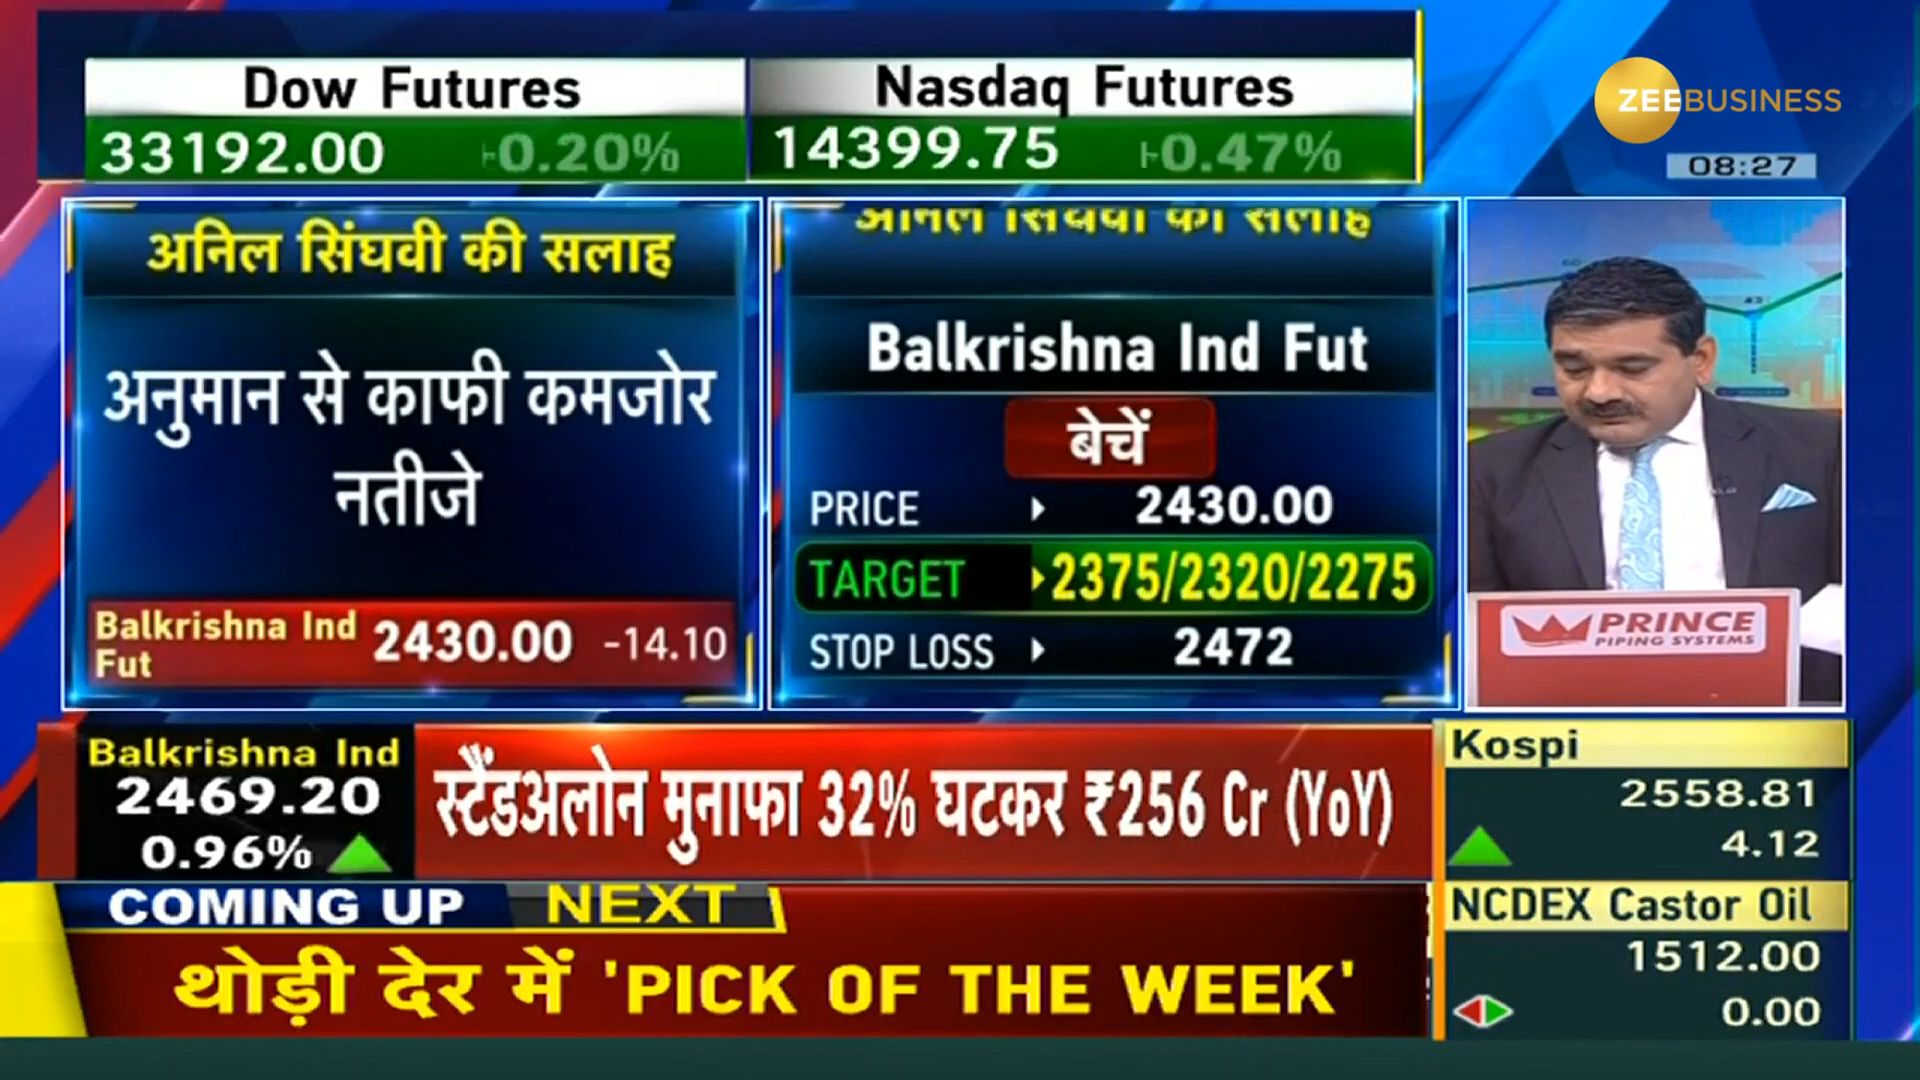 Dow Futures
33192.00 +0.20%
Nasdaq Futures
14399.75 +0.47%
ZEEBUSINESS
08:27
अनिल सिंघवी की सलाह
अनुमान से काफी कमजोर
नतीजे
Balkrishna Ind
Fut
2430.00 -14.10
अनिल सिंघवी की सलाह
Balkrishna Ind Fut
बेचें
PRICE 2430.00
TARGET 2375/2320/2275
STOP LOSS 2472
PRINCE
PIPING SYSTEMS
Balkrishna Ind
2469.20
0.96%
स्टैंडअलोन मुनाफा 32% घटकर ₹256 Cr (YoY)
Kospi
2558.81
4.12
COMING UP NEXT
थोड़ी देर में 'PICK OF THE WEEK'
NCDEX Castor Oil
1512.00
0.00